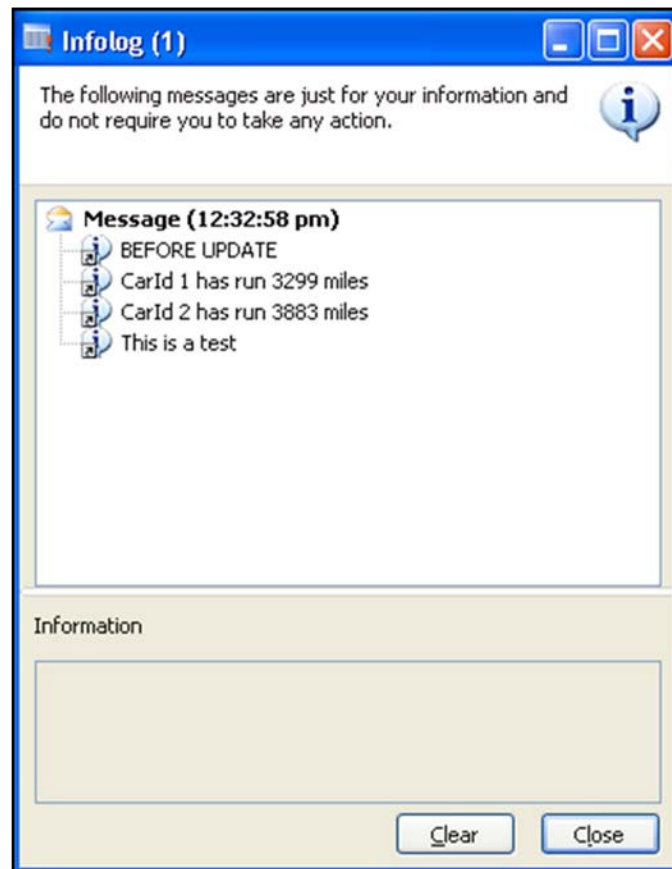 Infolog (1)
The following messages are just for your information and
do not require you to take any action.
Message (12:32:58 pm)
BEFORE UPDATE
CarId 1 has run 3299 miles
CarId 2 has run 3883 miles
This is a test
Information
Clear
Close